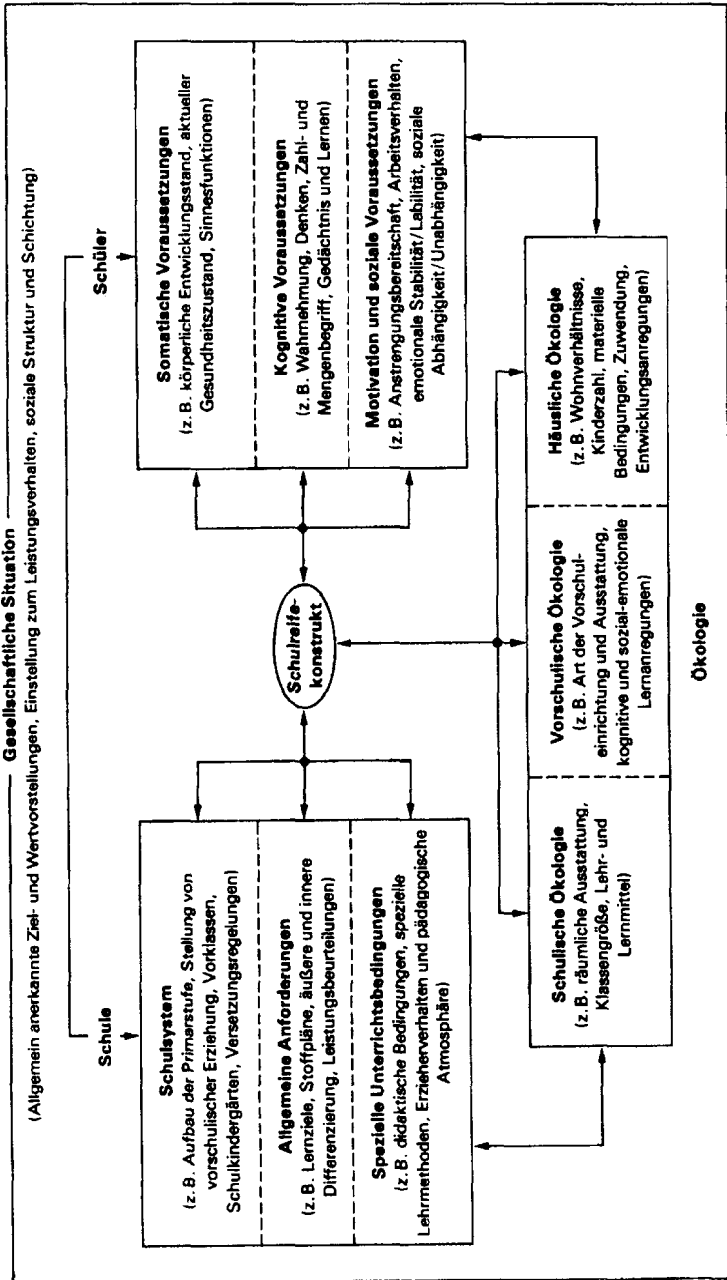 Gesellschaftliche Situation
(Allgemein anerkannte Ziel- und Wertvorstellungen, Einstellung zum Leistungsverhalten, soziale Struktur und Schichtung)
Schule
Schüler
Schulsystem
(z. B. Aufbau der Primarstufe, Stellung von
vorschulischer Erziehung, Vorklassen,
Schulkindergärten, Versetzungsregelungen)
Allgemeine Anforderungen
(z. B. Lernziele, Stoffpläne, äußere und innere
Differenzierung, Leistungsbeurteilungen)
Spezielle Unterrichtsbedingungen
(z. B. didaktische Bedingungen, spezielle
Lehrmethoden, Erzieherverhalten und pädagogische
Atmosphäre)
Schulreife-
konstrukt
Somatische Voraussetzungen
(z. B. körperliche Entwicklungsstand, aktueller
Gesundheitszustand, Sinnesfunktionen)
Kognitive Voraussetzungen
(z. B. Wahrnehmung, Denken, Zahl- und
Mengenbegriff, Gedächtnis und Lernen)
Motivation und soziale Voraussetzungen
(z. B. Anstrengungsbereitschaft, Arbeitsverhalten,
emotionale Stabilität/Labilität, soziale
Abhängigkeit/Unabhängigkeit)
Schulische Ökologie
(z. B. räumliche Ausstattung,
Klassengröße, Lehr- und
Lernmittel)
Vorschulische Ökologie
(z. B. Art der Vorschul-
einrichtung und Ausstattung,
kognitive und sozial-emotionale
Lernanregungen)
Häusliche Ökologie
(z. B. Wohnverhältnisse,
Kinderzahl, materielle
Bedingungen, Zuwendung,
Entwicklungsanregungen)
Ökologie